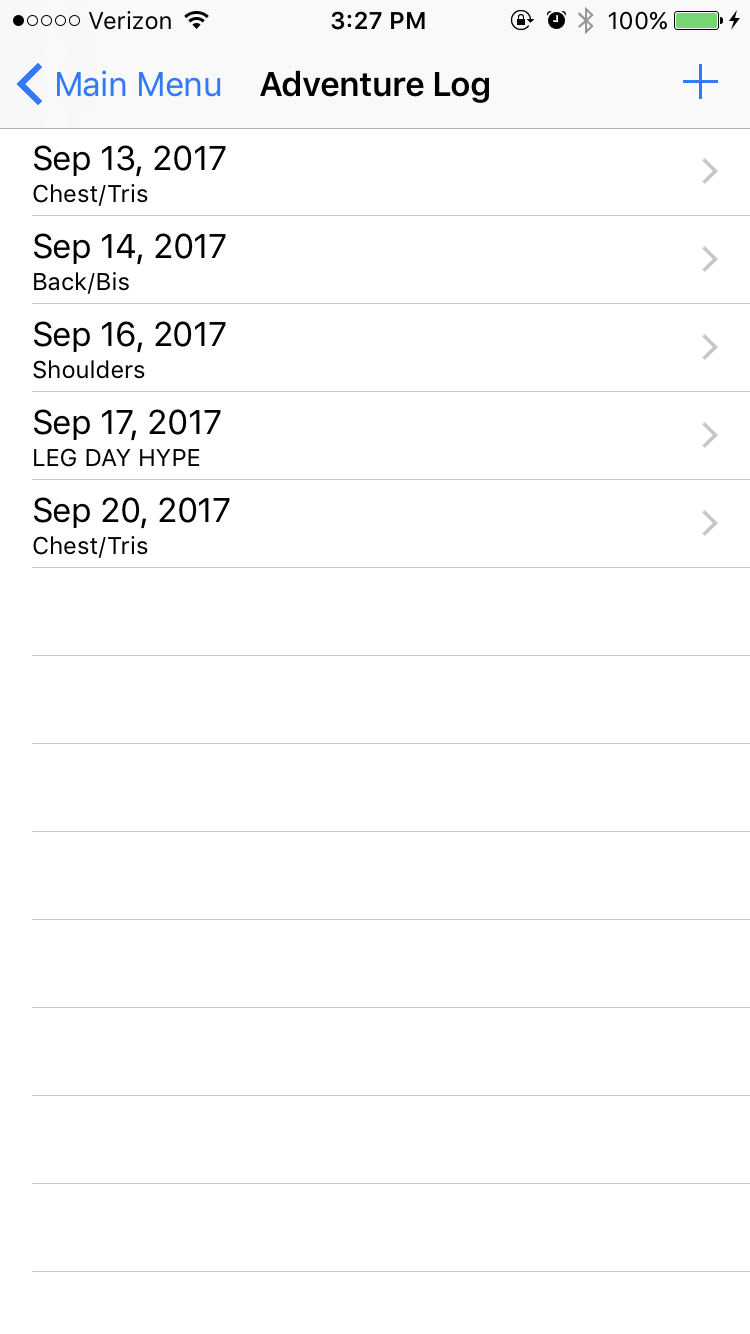 Verizon 3:27 PM 100%
Main Menu Adventure Log
Sep 13, 2017
Chest/Tris
Sep 14, 2017
Back/Bis
Sep 16, 2017
Shoulders
Sep 17, 2017
LEG DAY HYPE
Sep 20, 2017
Chest/Tris